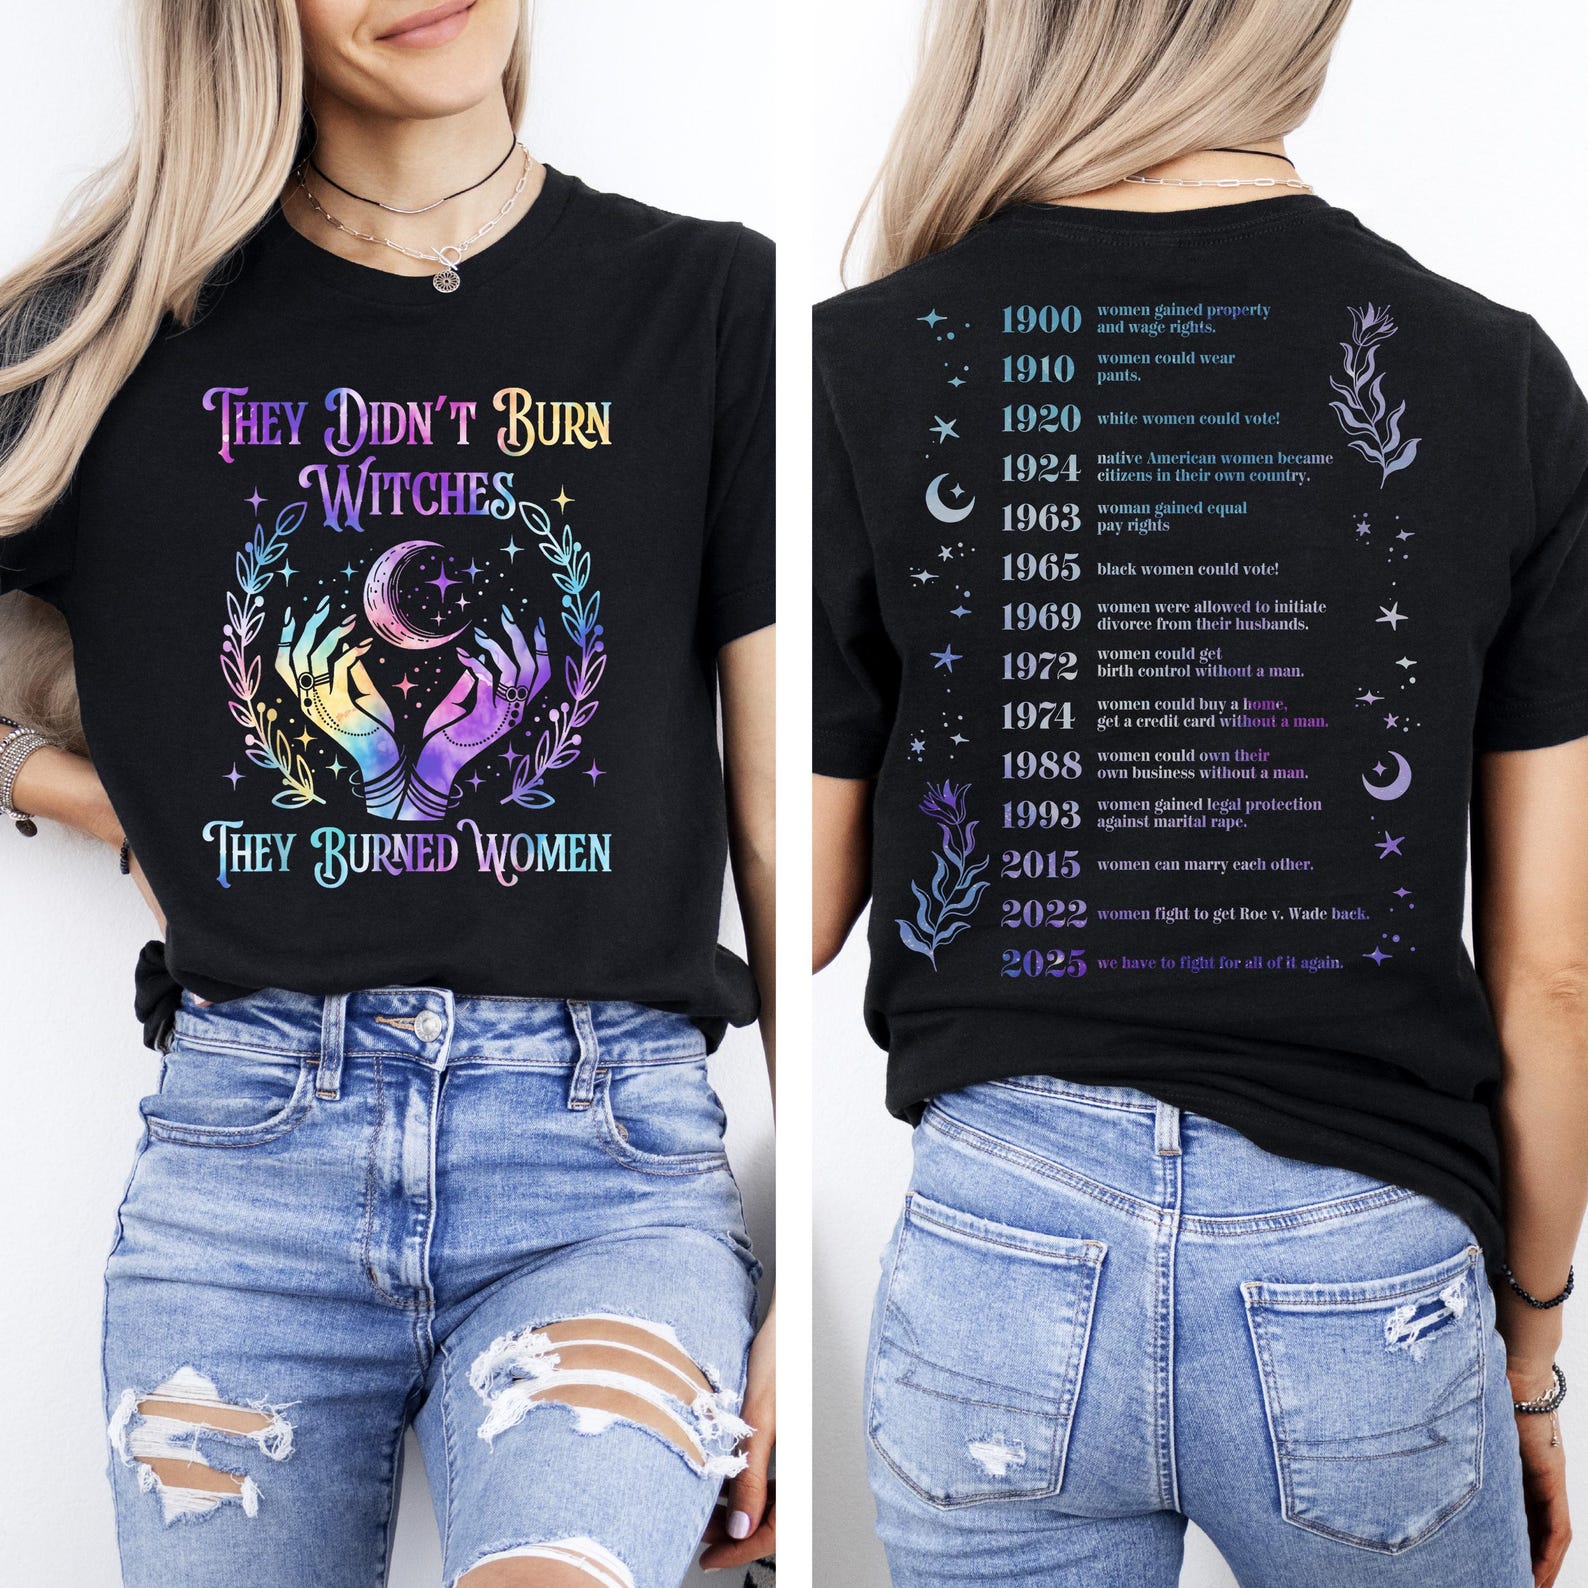 They Didn't Burn
Witches
They Burned Women
1900 women gained property
and wage rights.
1910 women could wear
pants.
1920 white women could vote!
1924 native American women became
citizens in their own country.
1963 woman gained equal
pay rights
1965 black women could vote!
1969 women were allowed to initiate
divorce from their husbands.
1972 women could get
birth control without a man.
1974 women could buy a home,
get a credit card without a man.
1988 women could own their
own business without a man.
1993 women gained legal protection
against marital rape.
2015 women can marry each other.
2022 women fight to get Roe v. Wade back.
2025 we have to fight for all of it again.